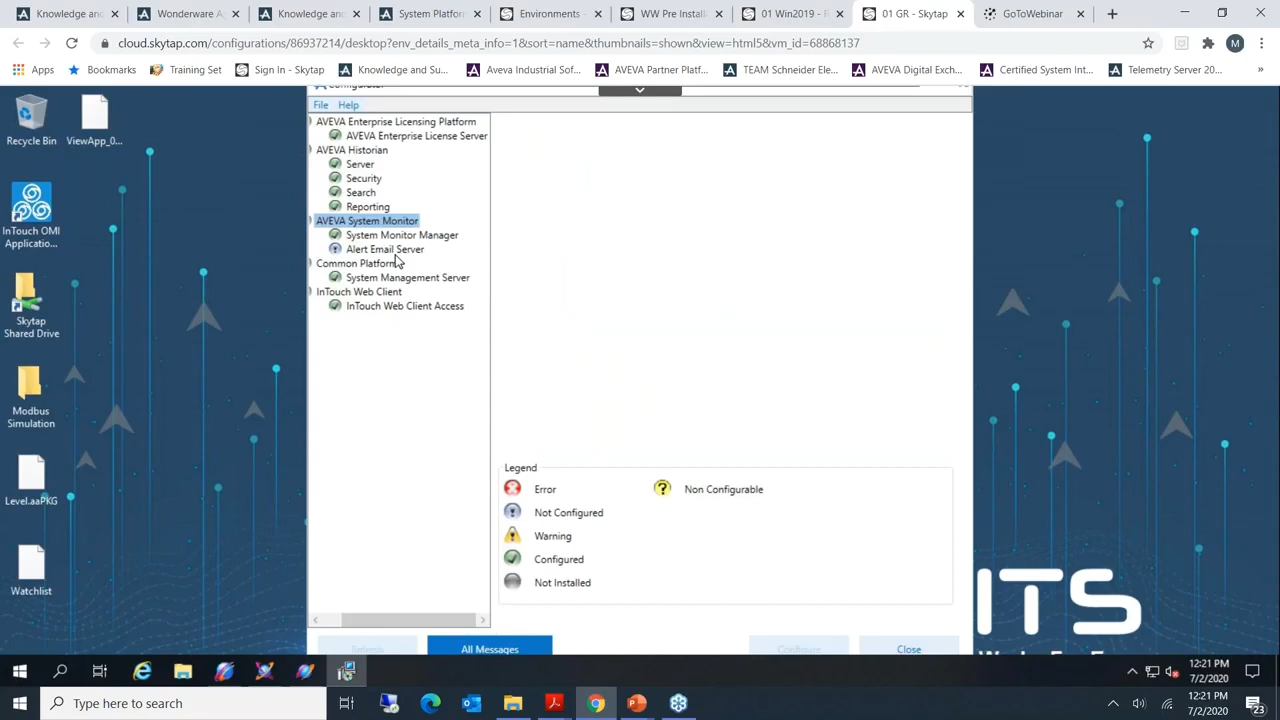 Knowledge and
Wonderware A
Knowledge and
System Platfo
Environments -
WW Pre Install
01 Win2019 - R
01 GR - Skytap
GoToWebinar
cloud.skytap.com/configurations/86937214/desktop?env_details_meta_info=1&sort=name&thumbnails=shown&view=html5&vm_id=68868137
M
Apps
Bookmarks
Training Set
Sign In - Skytap
Knowledge and Su...
Aveva Industrial Sof...
AVEVA Partner Platf...
TEAM Schneider Ele...
AVEVA Digital Exch...
Certified System Int...
Telemetry Server 20...
Configurator
File Help
AVEVA Enterprise Licensing Platform
AVEVA Enterprise License Server
AVEVA Historian
Server
Security
Search
Reporting
AVEVA System Monitor
System Monitor Manager
Alert Email Server
Common Platform
System Management Server
InTouch Web Client
InTouch Web Client Access
Recycle Bin
ViewApp_0...
InTouch OMI
Applicatio...
Skytap
Shared Drive
Modbus
Simulation
Level.aaPKG
Watchlist
Legend
Error
Non Configurable
Not Configured
Warning
Configured
Not Installed
Refresh
All Messages
Configure
Close
ITS
12:21 PM
7/2/2020
Type here to search
12:21 PM
7/2/2020
23